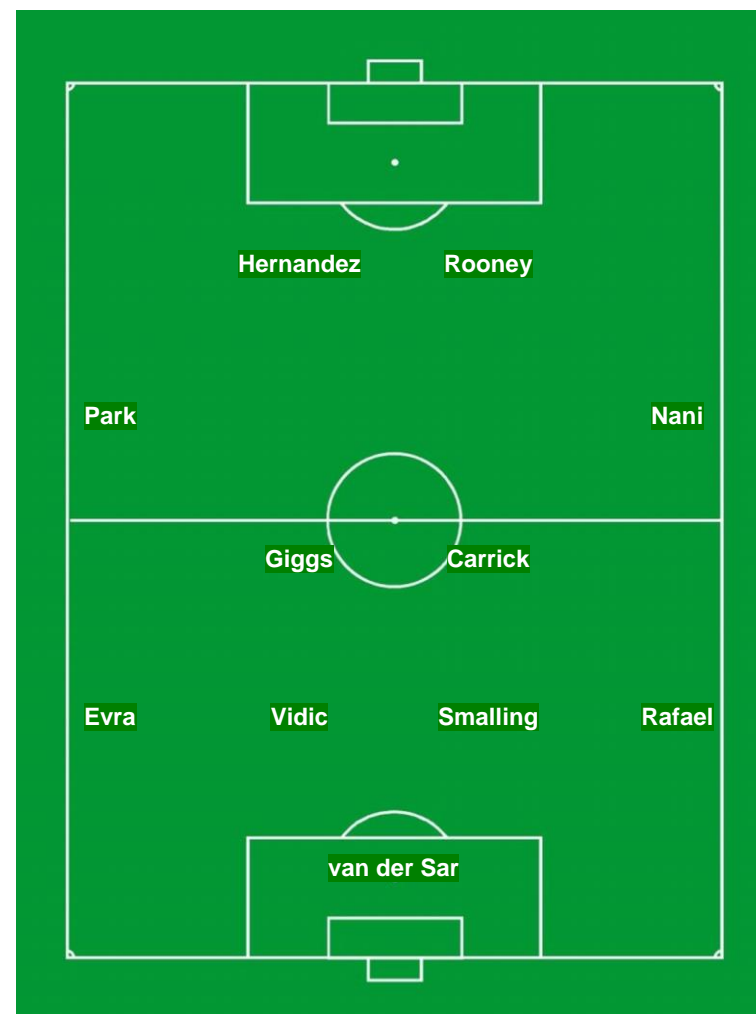 Hernandez Rooney
Park Nani
Giggs Carrick
Evra Vidic Smalling Rafael
van der Sar